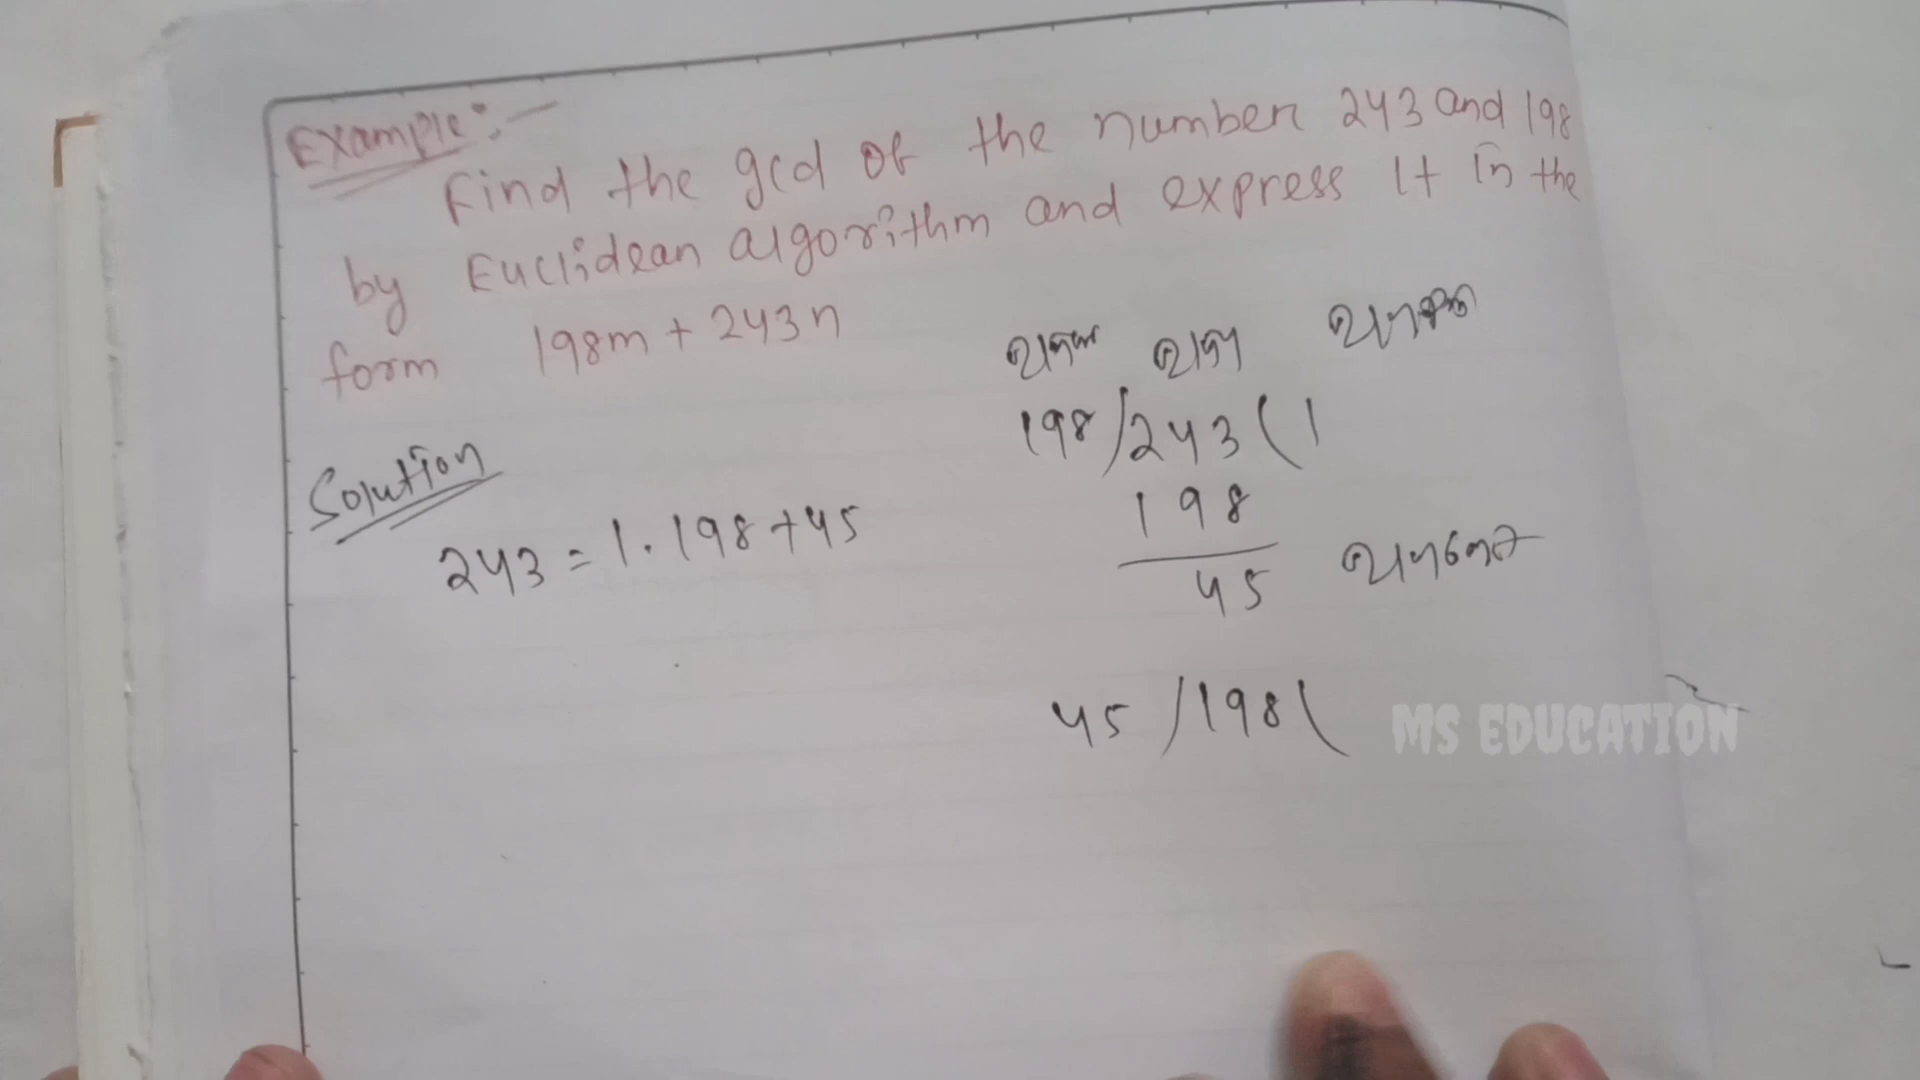 Example:-
Find the gcd of the number 243 and 198
by Euclidean algorithm and express It in the
form 198m + 243n
198)243(1
Solution
198
243 = 1.198+45
45
45)198(
MS EDUCATION